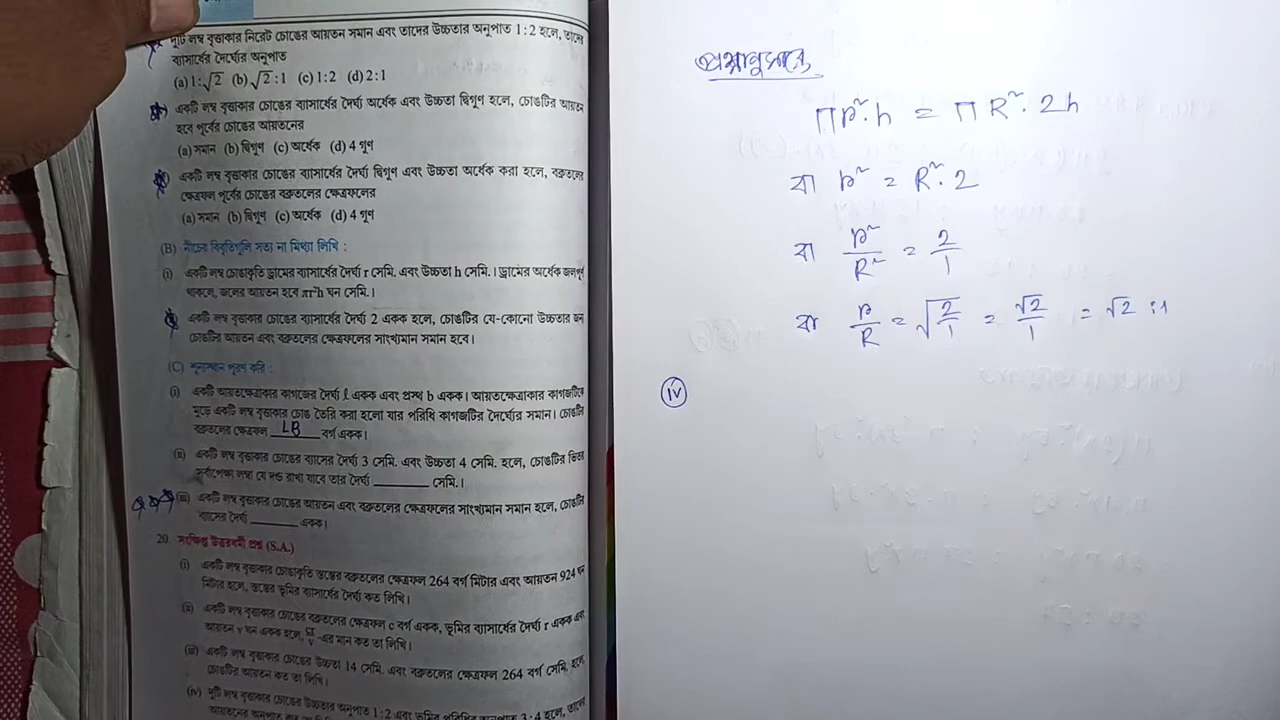 দুটি লম্ব বৃত্তাকার নিরেট চোঙের আয়তন সমান এবং তাদের উচ্চতার অনুপাত 1 : 2 হলে, তাদের
ব্যাসার্ধের দৈর্ঘ্যের অনুপাত
(a) 1 : √2 (b) √2 : 1 (c) 1 : 2 (d) 2 : 1
একটি লম্ব বৃত্তাকার চোঙের ব্যাসার্ধের দৈর্ঘ্য অর্ধেক এবং উচ্চতা দ্বিগুণ হলে, চোঙটির আয়তন
হবে পূর্বের চোঙের আয়তনের
(a) সমান (b) দ্বিগুণ (c) অর্ধেক (d) 4 গুণ
একটি লম্ব বৃত্তাকার চোঙের ব্যাসার্ধের দৈর্ঘ্য দ্বিগুণ এবং উচ্চতা অর্ধেক করা হলে, বক্রতলের
ক্ষেত্রফল পূর্বের চোঙের বক্রতলের ক্ষেত্রফলের
(a) সমান (b) দ্বিগুণ (c) অর্ধেক (d) 4 গুণ
(B) নীচের বিবৃতিগুলি সত্য না মিথ্যা লিখি :
(i) একটি লম্ব চোঙাকৃতি ড্রামের ব্যাসার্ধের দৈর্ঘ্য r সেমি. এবং উচ্চতা h সেমি.। ড্রামের অর্ধেক জলপূর্ণ
থাকলে, জলের আয়তন হবে πr²h ঘন সেমি.।
একটি লম্ব বৃত্তাকার চোঙের ব্যাসার্ধের দৈর্ঘ্য 2 একক হলে, চোঙটির যে-কোনো উচ্চতার জন্য
চোঙটির আয়তন এবং বক্রতলের ক্ষেত্রফলের সাংখ্যমান সমান হবে।
(C) শূন্যস্থান পূরণ করি :
(i) একটি আয়তক্ষেত্রাকার কাগজের দৈর্ঘ্য l একক এবং প্রস্থ b একক। আয়তক্ষেত্রাকার কাগজটিকে
মুড়ে একটি লম্ব বৃত্তাকার চোঙ তৈরি করা হলো যার পরিধি কাগজটির দৈর্ঘ্যের সমান। চোঙটির
বক্রতলের ক্ষেত্রফল LB বর্গ একক।
(ii) একটি লম্ব বৃত্তাকার চোঙের ব্যাসের দৈর্ঘ্য 3 সেমি. এবং উচ্চতা 4 সেমি. হলে, চোঙটির ভিতর
সর্বাপেক্ষা লম্বা যে দন্ড রাখা যাবে তার দৈর্ঘ্য ________ সেমি.।
(iii) একটি লম্ব বৃত্তাকার চোঙের আয়তন এবং বক্রতলের ক্ষেত্রফলের সাংখ্যমান সমান হলে, চোঙটির
ব্যাসের দৈর্ঘ্য ________ একক।
20. সংক্ষিপ্ত উত্তরধর্মী প্রশ্ন (S.A.)
(i) একটি লম্ব বৃত্তাকার চোঙাকৃতি স্তম্ভের বক্রতলের ক্ষেত্রফল 264 বর্গ মিটার এবং আয়তন 924 ঘন
মিটার হলে, স্তম্ভের ভূমির ব্যাসার্ধের দৈর্ঘ্য কত লিখি।
(ii) একটি লম্ব বৃত্তাকার চোঙের বক্রতলের ক্ষেত্রফল c বর্গ একক, ভূমির ব্যাসার্ধের দৈর্ঘ্য r একক এবং
আয়তন v ঘন একক হলে, cr/v -এর মান কত তা লিখি।
(iii) একটি লম্ব বৃত্তাকার চোঙের উচ্চতা 14 সেমি. এবং বক্রতলের ক্ষেত্রফল 264 বর্গ সেমি. হলে,
চোঙটির আয়তন কত তা লিখি।
(iv) দুটি লম্ব বৃত্তাকার চোঙের উচ্চতার অনুপাত 1 : 2 এবং ভূমির পরিধির অনুপাত 3 : 4 হলে, তাদের
প্রশ্নানুসারে
πr²·h = πR²·2h
বা r² = R²·2
বা r²/R² = 2/1
বা r/R = √(2/1) = √2/1 = √2 : 1
(iv)